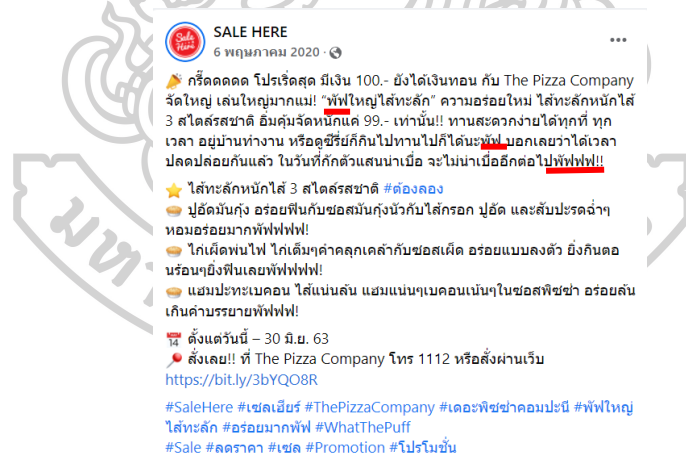 SALE HERE
6 พฤษภาคม 2020
🎉 กรี๊ดดดดด โปรเริ่ดสุด มีเงิน 100.- ยังได้เงินทอน กับ The Pizza Company
จัดใหญ่ เล่นใหญ่มากแม่! "พัฟใหญ่ไส้ทะลัก" ความอร่อยใหม่ ไส้ทะลักหนักไส้
3 สไตล์รสชาติ อิ่มคุ้มจัดหนักแค่ 99.- เท่านั้น!! ทานสะดวกง่ายได้ทุกที่ ทุก
เวลา อยู่บ้านทำงาน หรือดูซีรี่ย์ก็กินไปทานไปก็ได้นะพัฟ บอกเลยว่าได้เวลา
ปลดปล่อยกันแล้ว ในวันที่กักตัวแสนน่าเบื่อ จะไม่น่าเบื่ออีกต่อไปพัฟฟฟ!!
⭐ ไส้ทะลักหนักไส้ 3 สไตล์รสชาติ #ต้องลอง
🥧 ปูอัดมันกุ้ง อร่อยฟินกับซอสมันกุ้งนัวกับไส้กรอก ปูอัด และสับปะรดฉ่ำๆ
หอมอร่อยมากพัฟฟฟฟ!
🥧 ไก่เผ็ดพ่นไฟ ไก่เต็มๆคำคลุกเคล้ากับซอสเผ็ด อร่อยแบบลงตัว ยิ่งกินตอ
นร้อนๆยิ่งฟินเลยพัฟฟฟฟ!
🥧 แฮมปะทะเบคอน ไส้แน่นล้น แฮมแน่นๆเบคอนเน้นๆในซอสพิซซ่า อร่อยล้น
เกินคำบรรยายพัฟฟฟ!
📅 ตั้งแต่วันนี้ – 30 มิ.ย. 63
📍 สั่งเลย!! ที่ The Pizza Company โทร 1112 หรือสั่งผ่านเว็บ
https://bit.ly/3bYQO8R
#SaleHere #เซลเฮียร์ #ThePizzaCompany #เดอะพิซซ่าคอมปะนี #พัฟใหญ่
ไส้ทะลัก #อร่อยมากพัฟ #WhatThePuff
#Sale #ลดราคา #เซล #Promotion #โปรโมชั่น